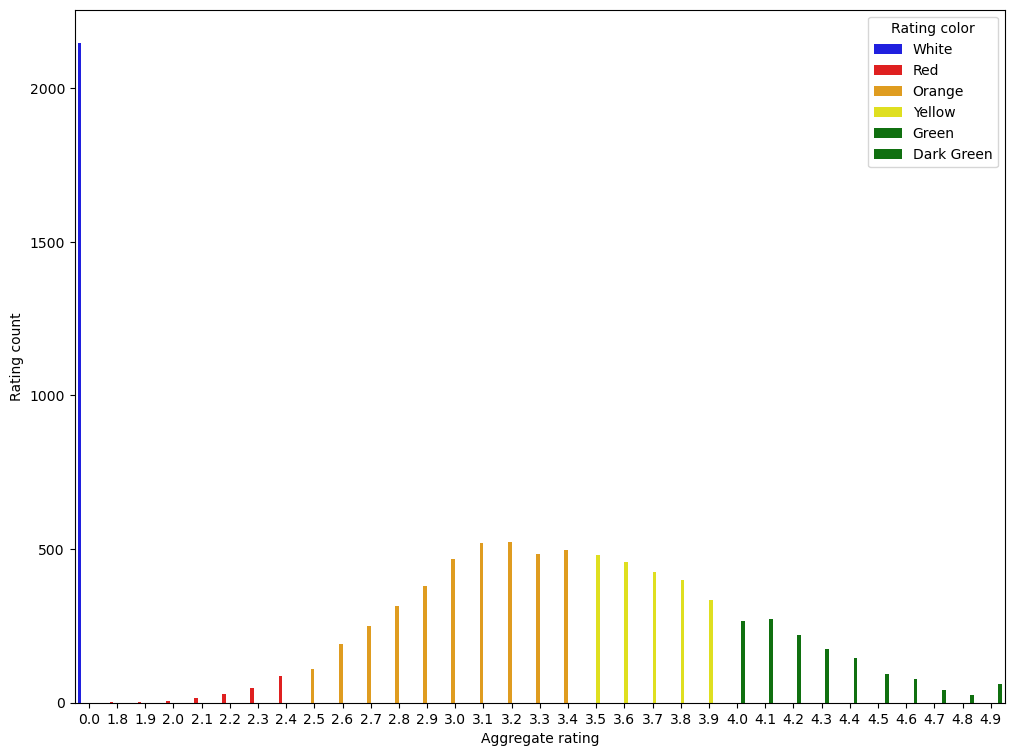 Rating color
White
Red
Orange
Yellow
Green
Dark Green
Rating count
2000
1500
1000
500
0
0.0 1.8 1.9 2.0 2.1 2.2 2.3 2.4 2.5 2.6 2.7 2.8 2.9 3.0 3.1 3.2 3.3 3.4 3.5 3.6 3.7 3.8 3.9 4.0 4.1 4.2 4.3 4.4 4.5 4.6 4.7 4.8 4.9
Aggregate rating